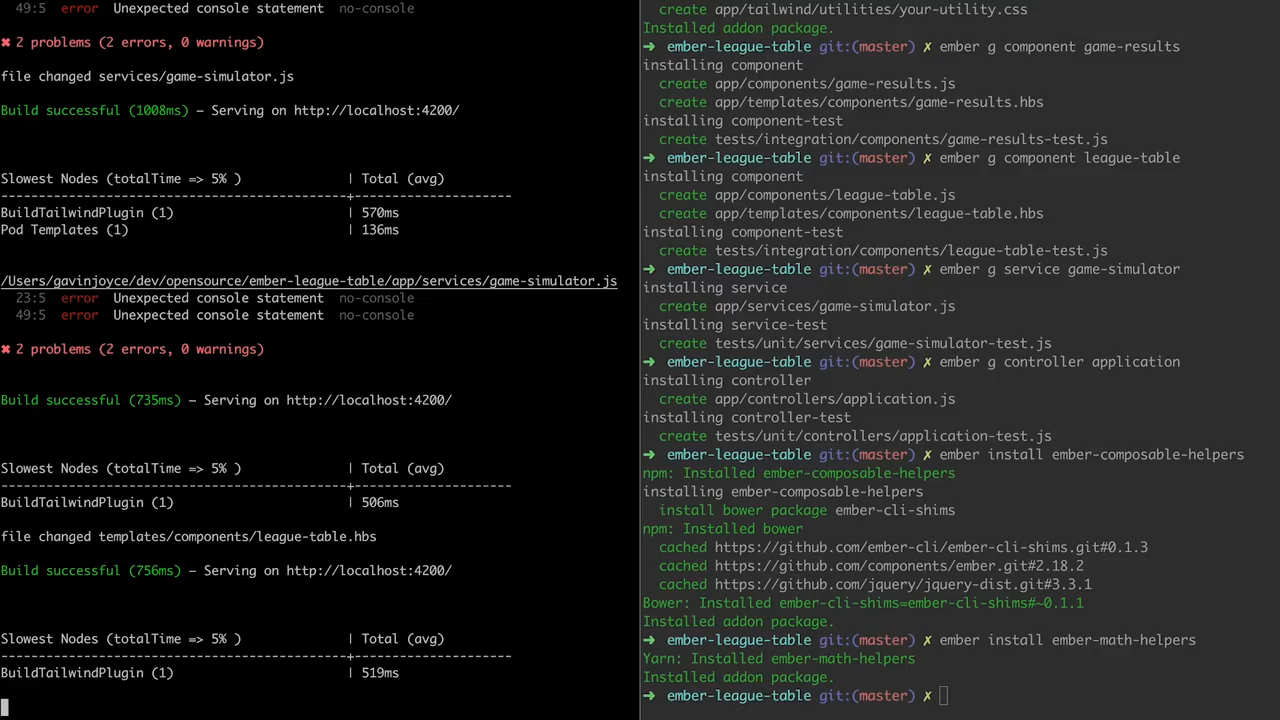 49:5  error  Unexpected console statement  no-console
✖ 2 problems (2 errors, 0 warnings)
file changed services/game-simulator.js
Build successful (1008ms) – Serving on http://localhost:4200/
Slowest Nodes (totalTime => 5% )              | Total (avg)
----------------------------------------------+-------------------
BuildTailwindPlugin (1)                       | 570ms
Pod Templates (1)                             | 136ms
/Users/gavinjoyce/dev/opensource/ember-league-table/app/services/game-simulator.js
23:5  error  Unexpected console statement  no-console
49:5  error  Unexpected console statement  no-console
✖ 2 problems (2 errors, 0 warnings)
Build successful (735ms) – Serving on http://localhost:4200/
Slowest Nodes (totalTime => 5% )              | Total (avg)
----------------------------------------------+-------------------
BuildTailwindPlugin (1)                       | 506ms
file changed templates/components/league-table.hbs
Build successful (756ms) – Serving on http://localhost:4200/
Slowest Nodes (totalTime => 5% )              | Total (avg)
----------------------------------------------+-------------------
BuildTailwindPlugin (1)                       | 519ms
create app/tailwind/utilities/your-utility.css
Installed addon package.
➜ ember-league-table git:(master) ✗ ember g component game-results
installing component
create app/components/game-results.js
create app/templates/components/game-results.hbs
installing component-test
create tests/integration/components/game-results-test.js
➜ ember-league-table git:(master) ✗ ember g component league-table
installing component
create app/components/league-table.js
create app/templates/components/league-table.hbs
installing component-test
create tests/integration/components/league-table-test.js
➜ ember-league-table git:(master) ✗ ember g service game-simulator
installing service
create app/services/game-simulator.js
installing service-test
create tests/unit/services/game-simulator-test.js
➜ ember-league-table git:(master) ✗ ember g controller application
installing controller
create app/controllers/application.js
installing controller-test
create tests/unit/controllers/application-test.js
➜ ember-league-table git:(master) ✗ ember install ember-composable-helpers
npm: Installed ember-composable-helpers
installing ember-composable-helpers
install bower package ember-cli-shims
npm: Installed bower
cached https://github.com/ember-cli/ember-cli-shims.git#0.1.3
cached https://github.com/components/ember.git#2.18.2
cached https://github.com/jquery/jquery-dist.git#3.3.1
Bower: Installed ember-cli-shims=ember-cli-shims#~0.1.1
Installed addon package.
➜ ember-league-table git:(master) ✗ ember install ember-math-helpers
Yarn: Installed ember-math-helpers
Installed addon package.
➜ ember-league-table git:(master) ✗